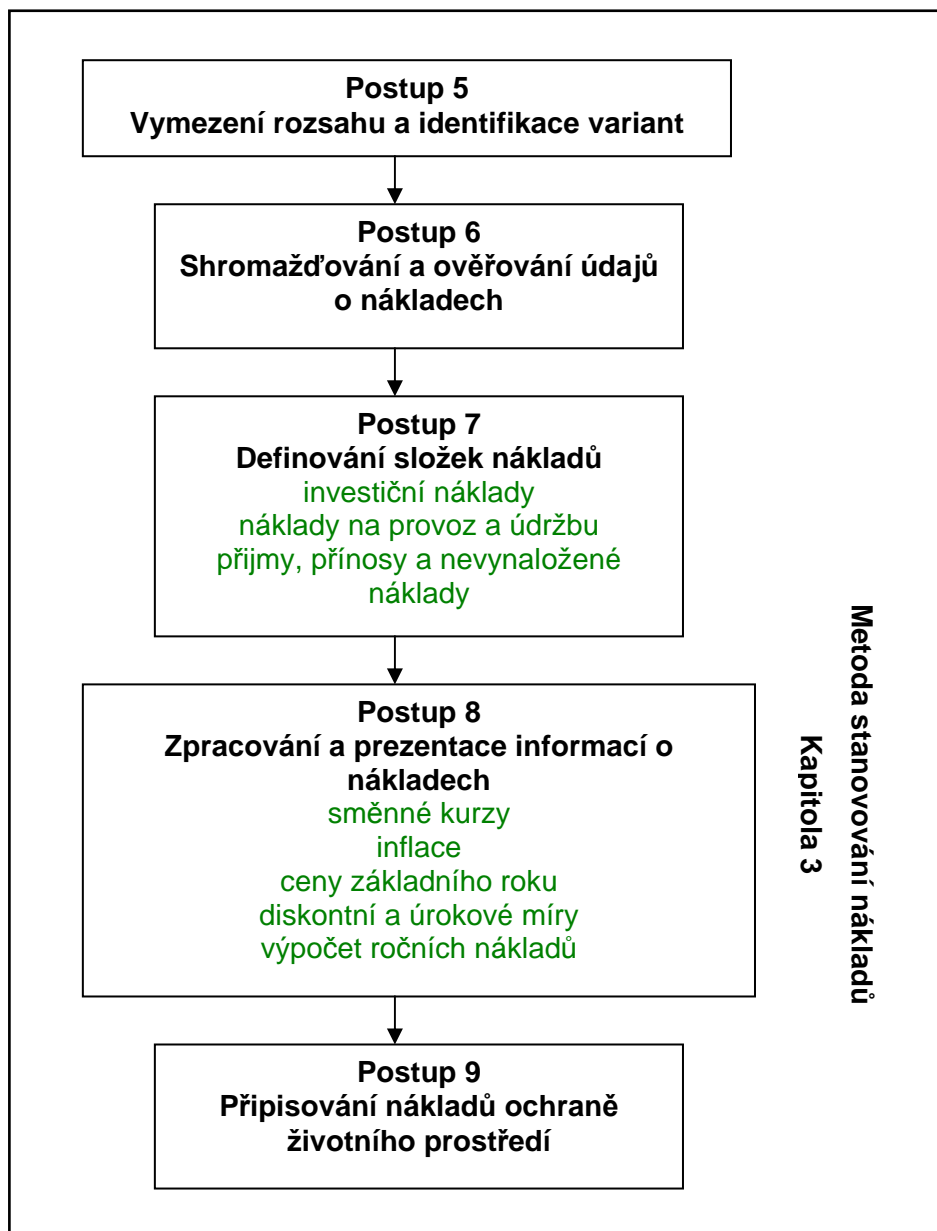 Postup 5
Vymezení rozsahu a identifikace variant
Postup 6
Shromažďování a ověřování údajů
o nákladech
Postup 7
Definování složek nákladů
investiční náklady
náklady na provoz a údržbu
přijmy, přínosy a nevynaložené
náklady
Postup 8
Zpracování a prezentace informací o
nákladech
směnné kurzy
inflace
ceny základního roku
diskontní a úrokové míry
výpočet ročních nákladů
Postup 9
Připisování nákladů ochraně
životního prostředí
Metoda stanovování nákladů
Kapitola 3